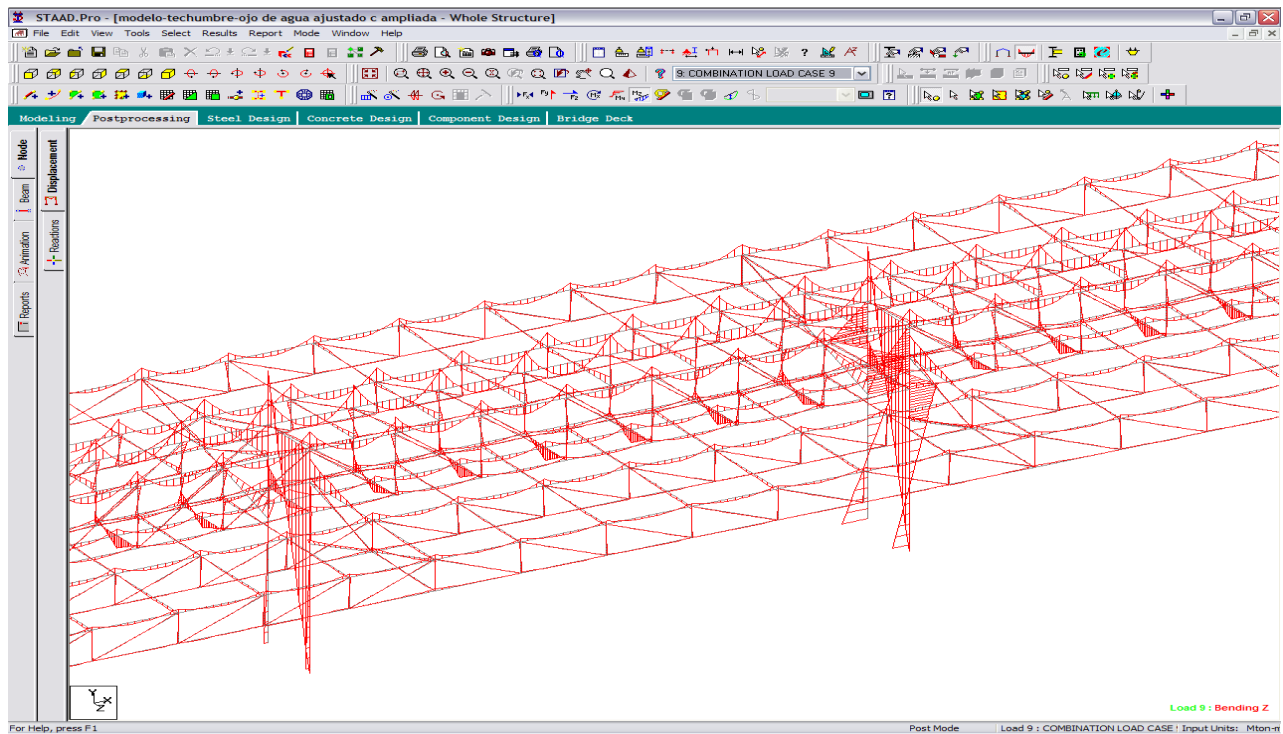 STAAD.Pro - [modelo-techumbre-ojo de agua ajustado c ampliada - Whole Structure]
File Edit View Tools Select Results Report Mode Window Help
9: COMBINATION LOAD CASE 9
Modeling Postprocessing Steel Design Concrete Design Component Design Bridge Deck
Node
Beam
Animation
Reports
Displacement
Reactions
Y
X
Z
Load 9 : Bending Z
For Help, press F1
Post Mode
Load 9 : COMBINATION LOAD CASE
Input Units: Mton-m